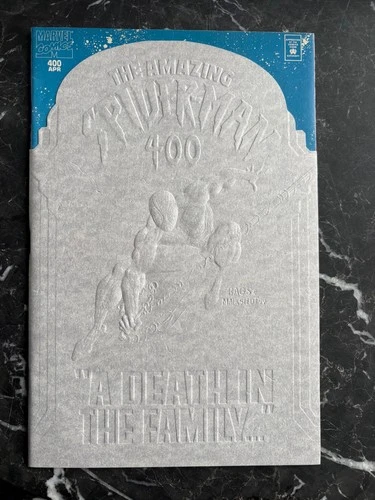 MARVEL
COMICS
400
APR
THE AMAZING
SPIDER-MAN
400
"A DEATH IN
THE FAMILY..."